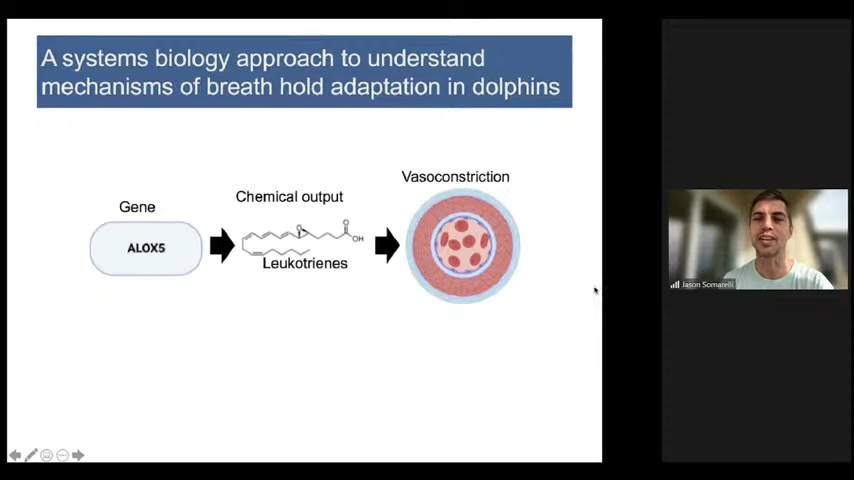 A systems biology approach to understand
mechanisms of breath hold adaptation in dolphins
Vasoconstriction
Chemical output
Gene
ALOX5
O
O
OH
Leukotrienes
Jason Somarelli